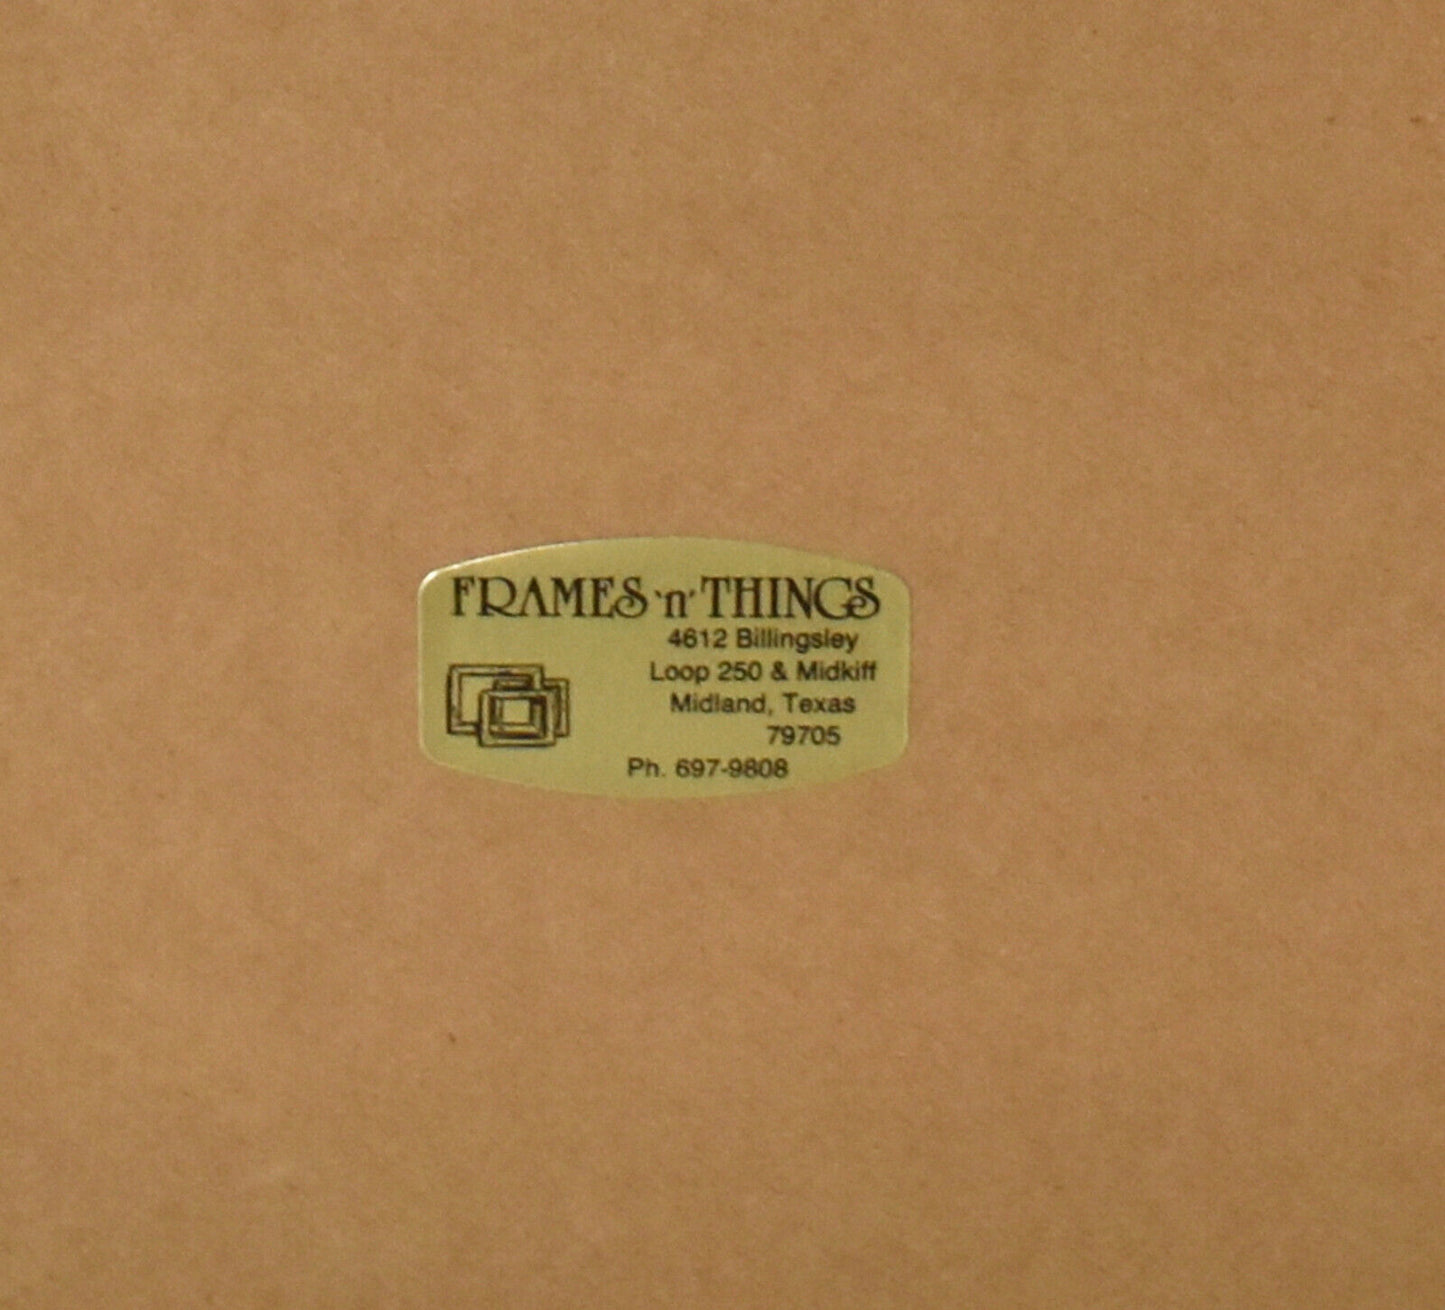 FRAMES 'n' THINGS
4612 Billingsley
Loop 250 & Midkiff
Midland, Texas
79705
Ph. 697-9808